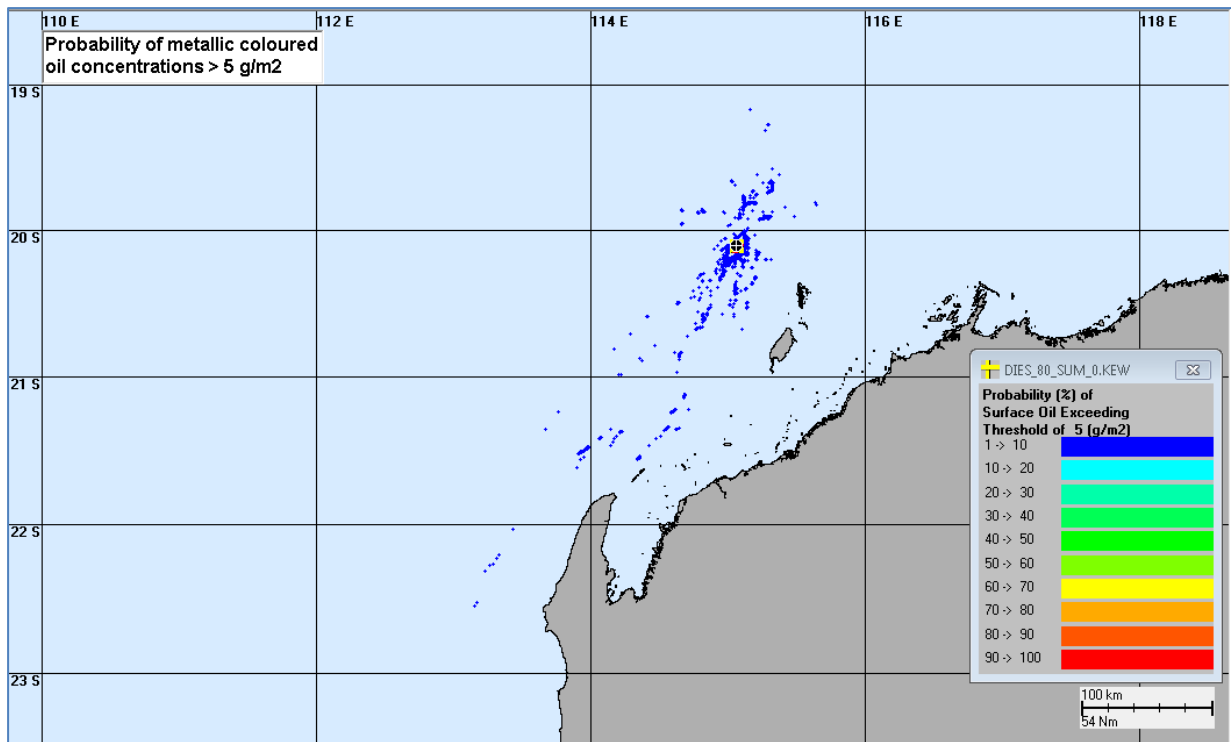 110 E 112 E 114 E 116 E 118 E
Probability of metallic coloured
oil concentrations > 5 g/m2
19 S
20 S
21 S
22 S
23 S
DIES_80_SUM_0.KEW
Probability (%) of
Surface Oil Exceeding
Threshold of 5 (g/m2)
1 -> 10
10 -> 20
20 -> 30
30 -> 40
40 -> 50
50 -> 60
60 -> 70
70 -> 80
80 -> 90
90 -> 100
100 km
54 Nm